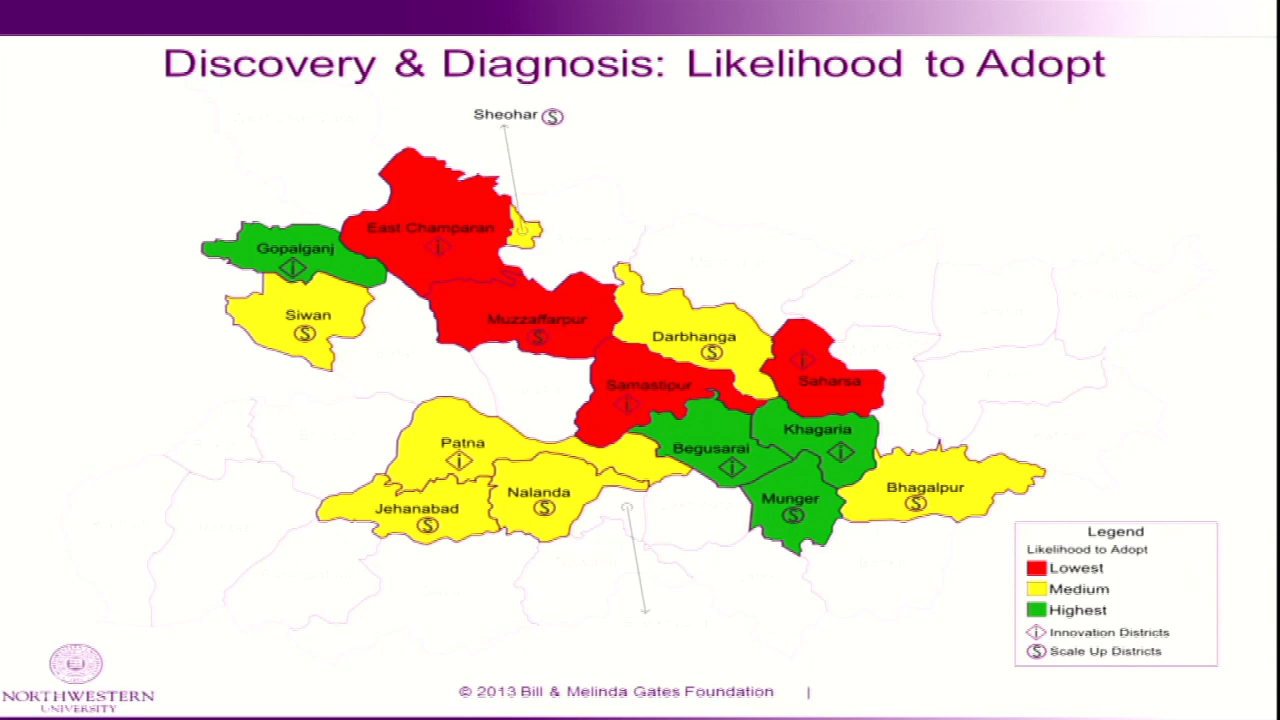 Discovery & Diagnosis: Likelihood to Adopt
Sheohar Ⓢ
East Champaran
i
Gopalganj
i
Siwan
Ⓢ
Muzzaffarpur
Ⓢ
Darbhanga
Ⓢ
i
Saharsa
Samastipur
i
Khagaria
i
Begusarai
i
Patna
i
Munger
Ⓢ
Bhagalpur
Ⓢ
Nalanda
Ⓢ
Jehanabad
Ⓢ
Legend
Likelihood to Adopt
Lowest
Medium
Highest
i Innovation Districts
Ⓢ Scale Up Districts
NORTHWESTERN
UNIVERSITY
© 2013 Bill & Melinda Gates Foundation |